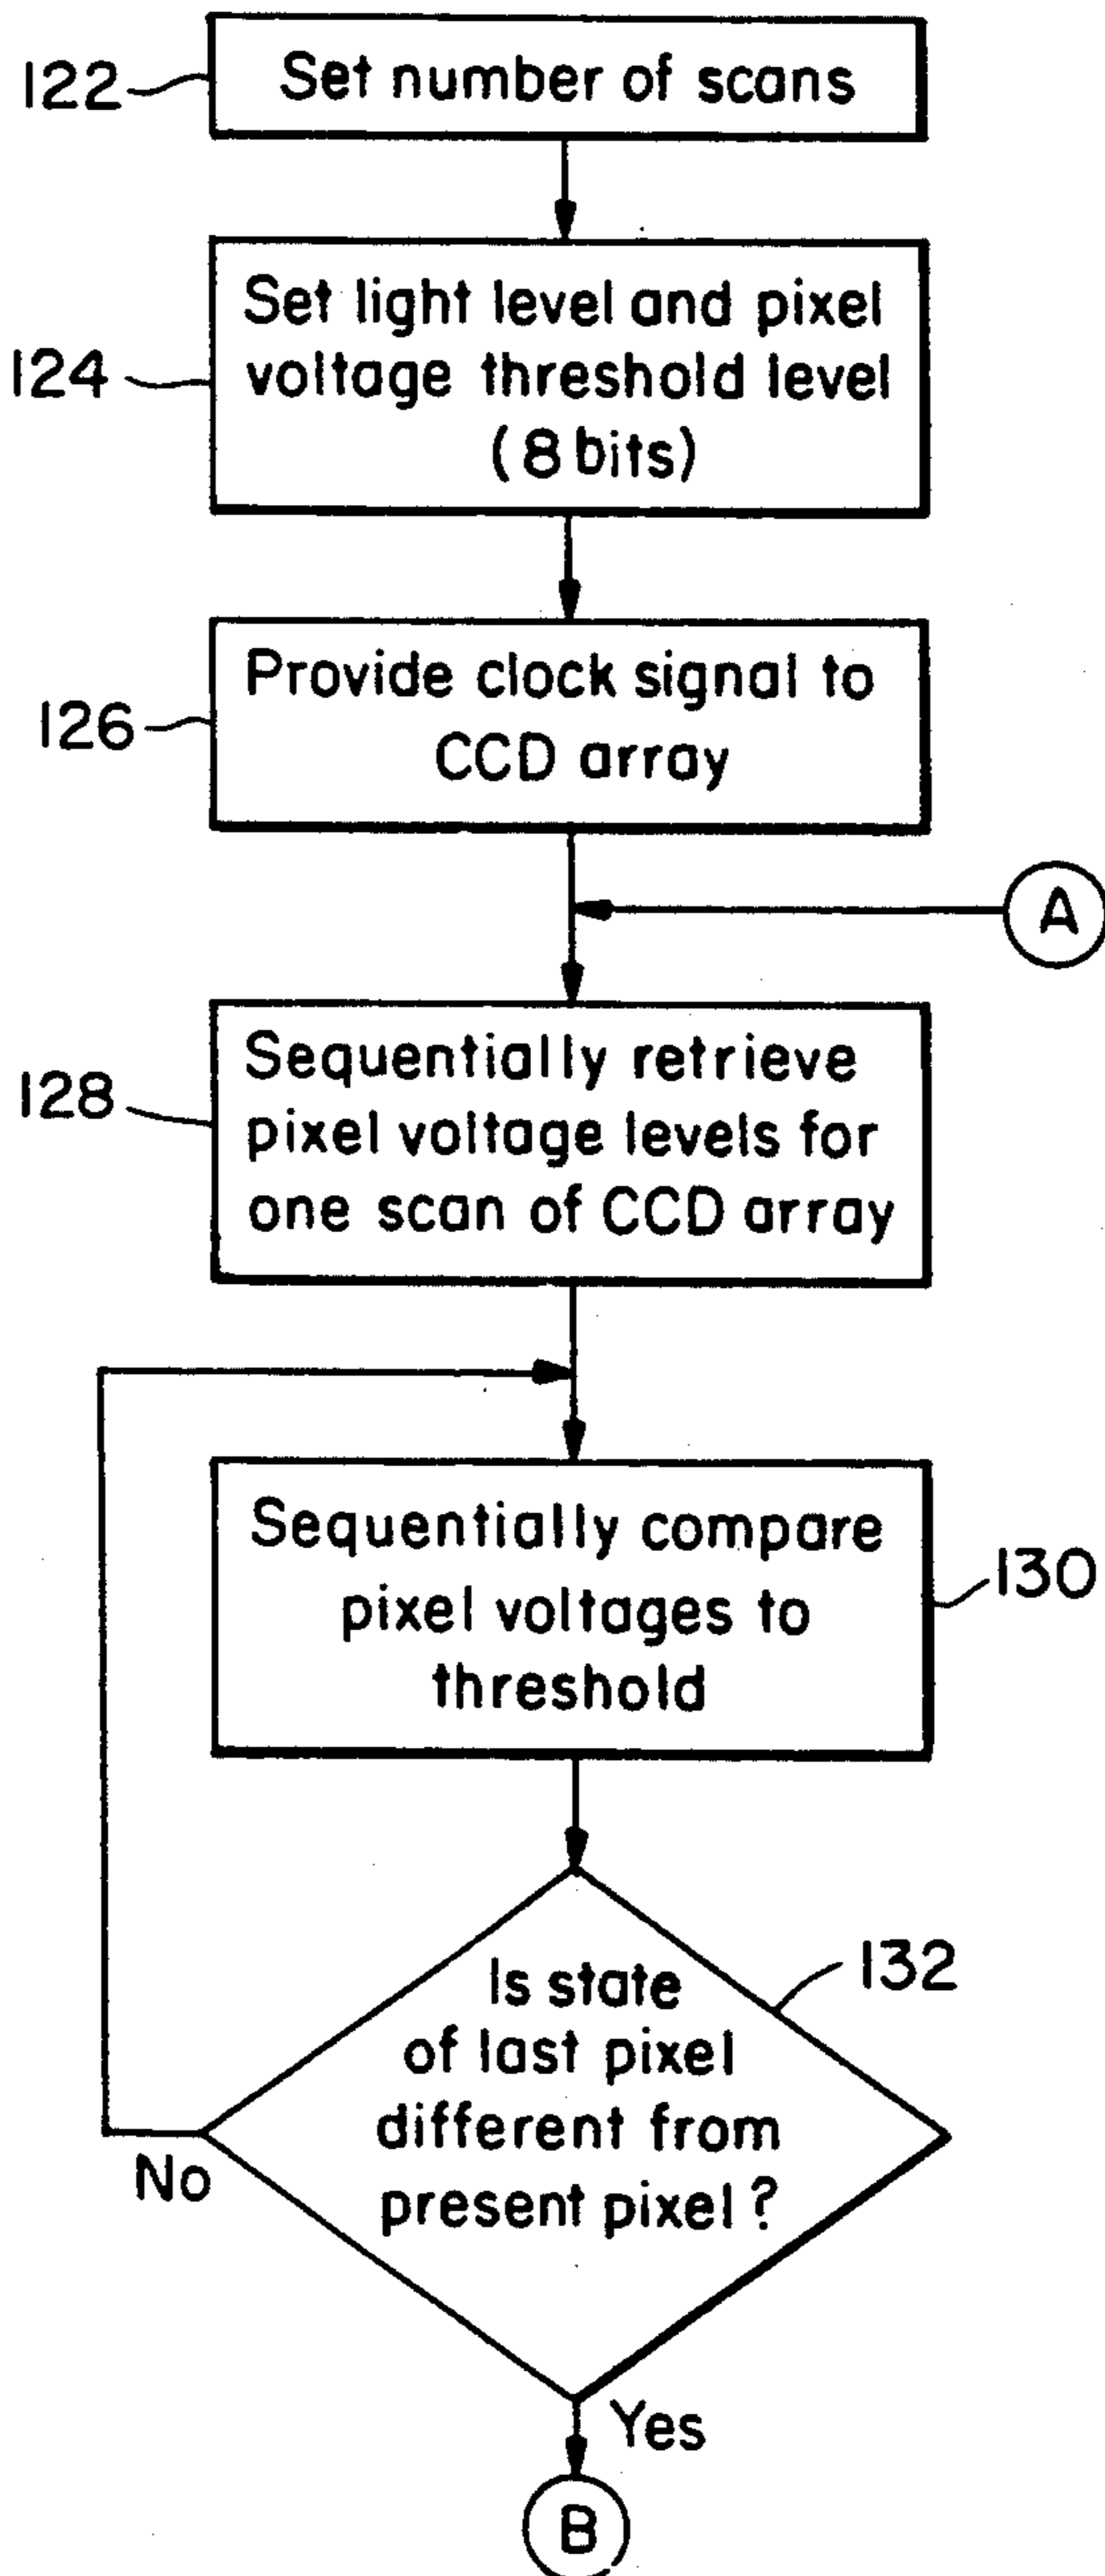 122
Set number of scans
124
Set light level and pixel
voltage threshold level
(8 bits)
126
Provide clock signal to
CCD array
A
128
Sequentially retrieve
pixel voltage levels for
one scan of CCD array
Sequentially compare
pixel voltages to
threshold
130
132
Is state
of last pixel
different from
present pixel?
No
Yes
B